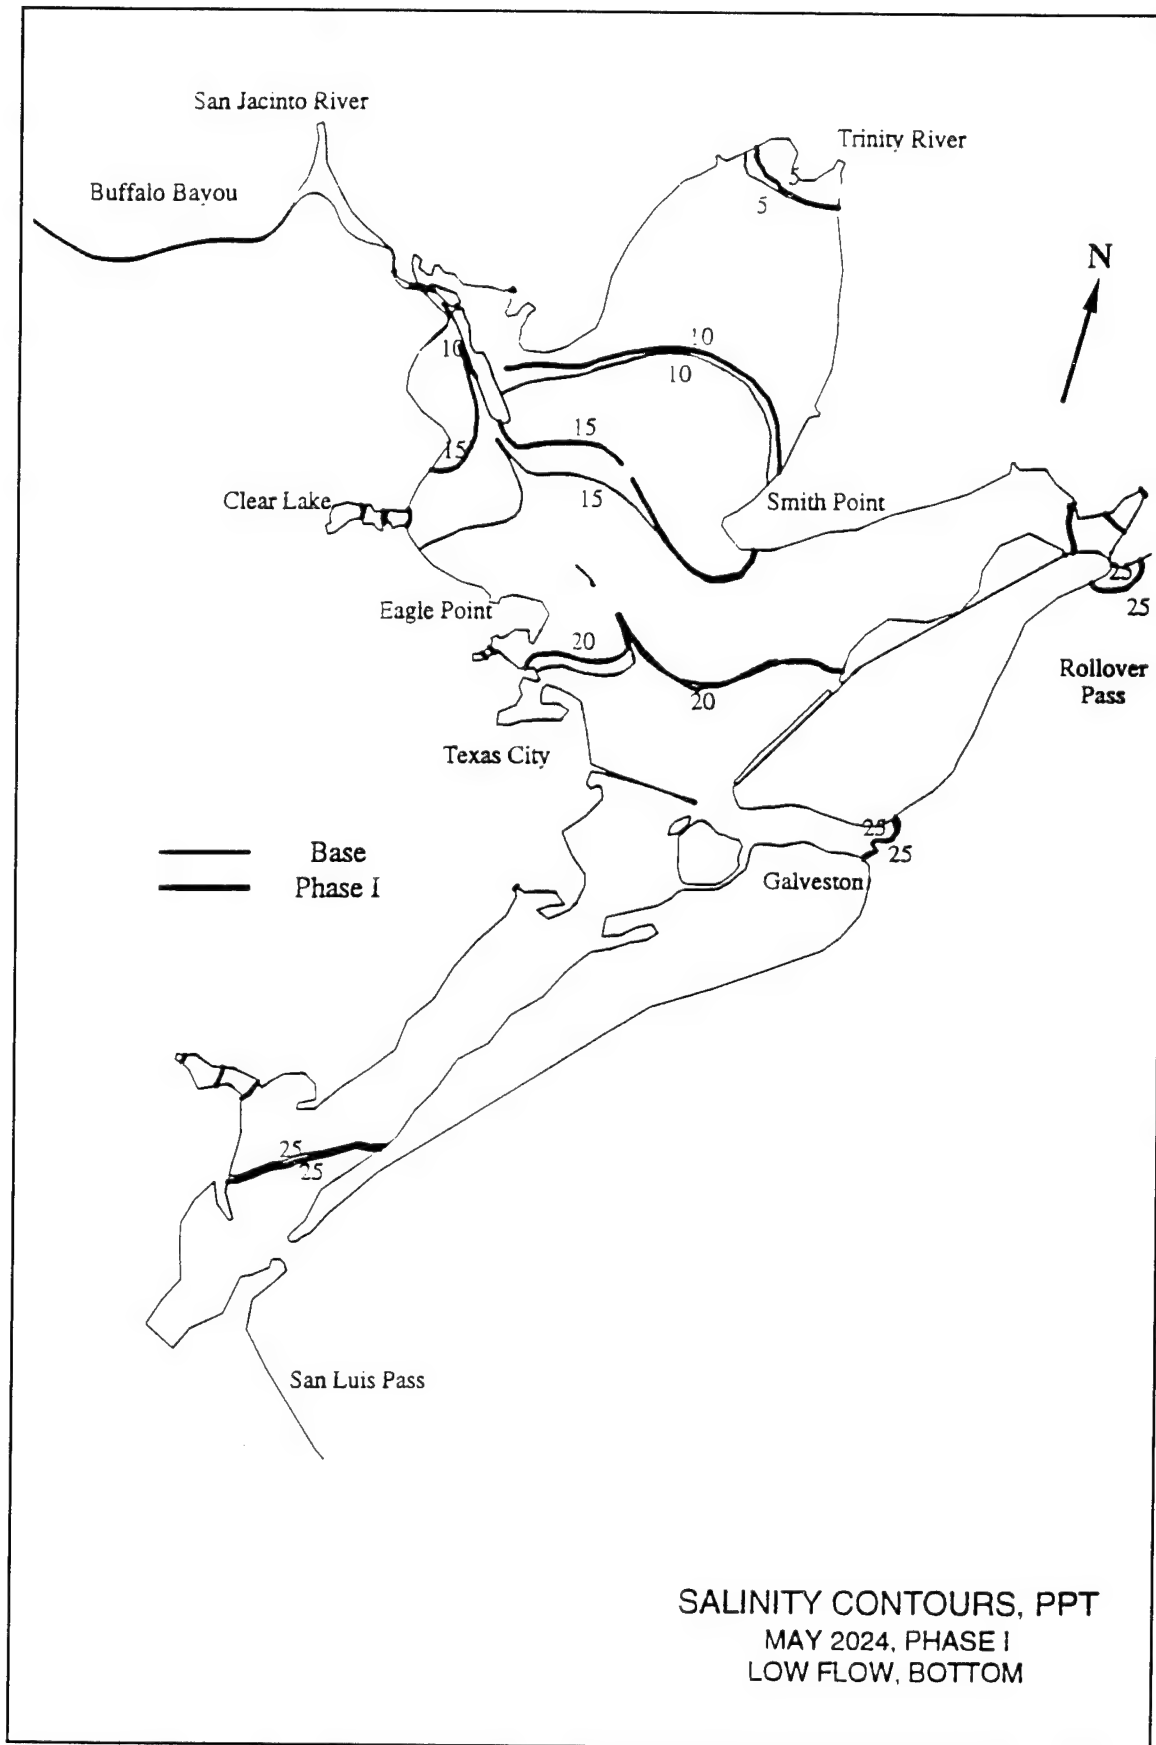 San Jacinto River
Trinity River
Buffalo Bayou
5
5
N
10
10
10
15
15
15
Clear Lake
Smith Point
25
25
Eagle Point
20
20
Rollover
Pass
Texas City
25
25
Base
Phase I
Galveston
25
25
San Luis Pass
SALINITY CONTOURS, PPT
MAY 2024, PHASE I
LOW FLOW, BOTTOM